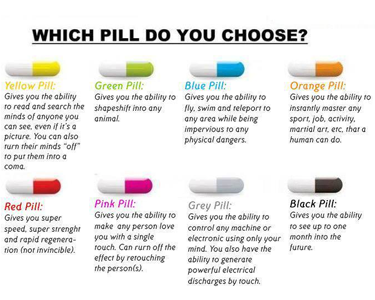 WHICH PILL DO YOU CHOOSE?
Yellow Pill:
Gives you the ability
to read and search the
minds of anyone you
can see, even if it's a
picture. You can also
turn their minds "off"
to put them into a
coma.
Green Pill:
Gives you the ability to
shapeshift into any
animal.
Blue Pill:
Gives you the ability to
fly, swim and teleport to
any area while being
impervious to any
physical dangers.
Orange Pill:
Gives you the ability to
instantly master any
sport, job, activity,
martial art, etc, that a
human can do.
Red Pill:
Gives you super
speed, super strenght
and rapid regenera-
tion (not invincible).
Pink Pill:
Gives you the ability to
make any person love
you with a single
touch. Can rurn off the
effect by retouching
the person(s).
Grey Pill:
Gives you the ability to
control any machine or
electronic using only your
mind. You also have the
ability to generate
powerful electrical
discharges by touch.
Black Pill:
Gives you the ability
to see up to one
month into the
future.